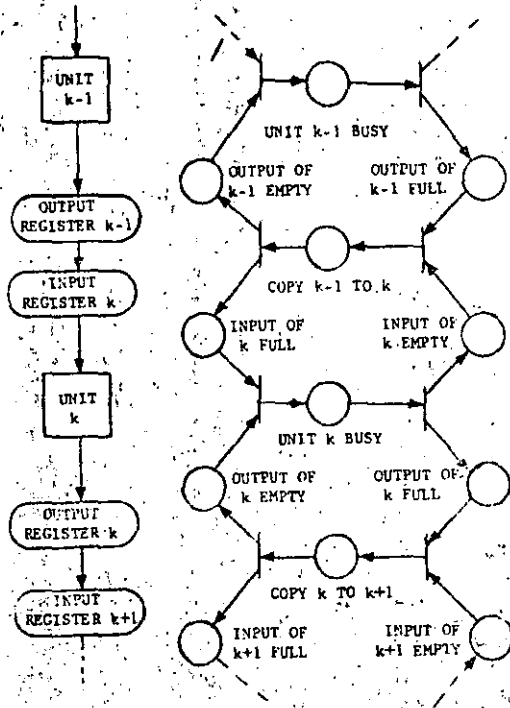 UNIT
k-1
OUTPUT
REGISTER k-1
INPUT
REGISTER k
UNIT
k
OUTPUT
REGISTER k
INPUT
REGISTER k+1
UNIT k-1 BUSY
OUTPUT OF
k-1 EMPTY
OUTPUT OF
k-1 FULL
COPY k-1 TO k
INPUT OF
k FULL
INPUT OF
k EMPTY
UNIT k BUSY
OUTPUT OF
k EMPTY
OUTPUT OF
k FULL
COPY k TO k+1
INPUT OF
k+1 FULL
INPUT OF
k+1 EMPTY